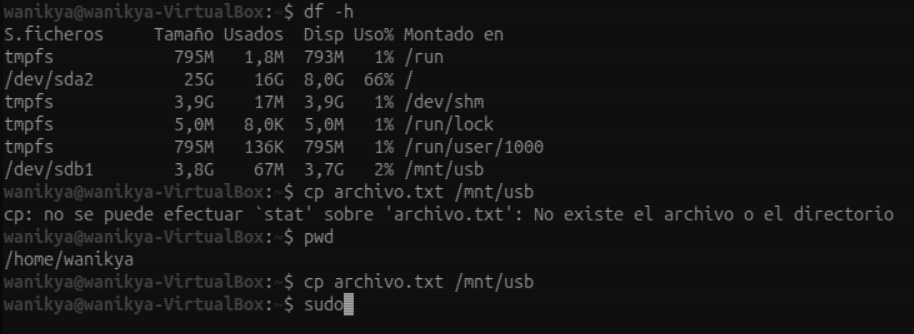 wanikya@wanikya-VirtualBox:~$ df -h
S.ficheros Tamaño Usados Disp Uso% Montado en
tmpfs 795M 1,8M 793M 1% /run
/dev/sda2 25G 16G 8,0G 66% /
tmpfs 3,9G 17M 3,9G 1% /dev/shm
tmpfs 5,0M 8,0K 5,0M 1% /run/lock
tmpfs 795M 136K 795M 1% /run/user/1000
/dev/sdb1 3,8G 67M 3,7G 2% /mnt/usb
wanikya@wanikya-VirtualBox:~$ cp archivo.txt /mnt/usb
cp: no se puede efectuar `stat' sobre 'archivo.txt': No existe el archivo o el directorio
wanikya@wanikya-VirtualBox:~$ pwd
/home/wanikya
wanikya@wanikya-VirtualBox:~$ cp archivo.txt /mnt/usb
wanikya@wanikya-VirtualBox:~$ sudo